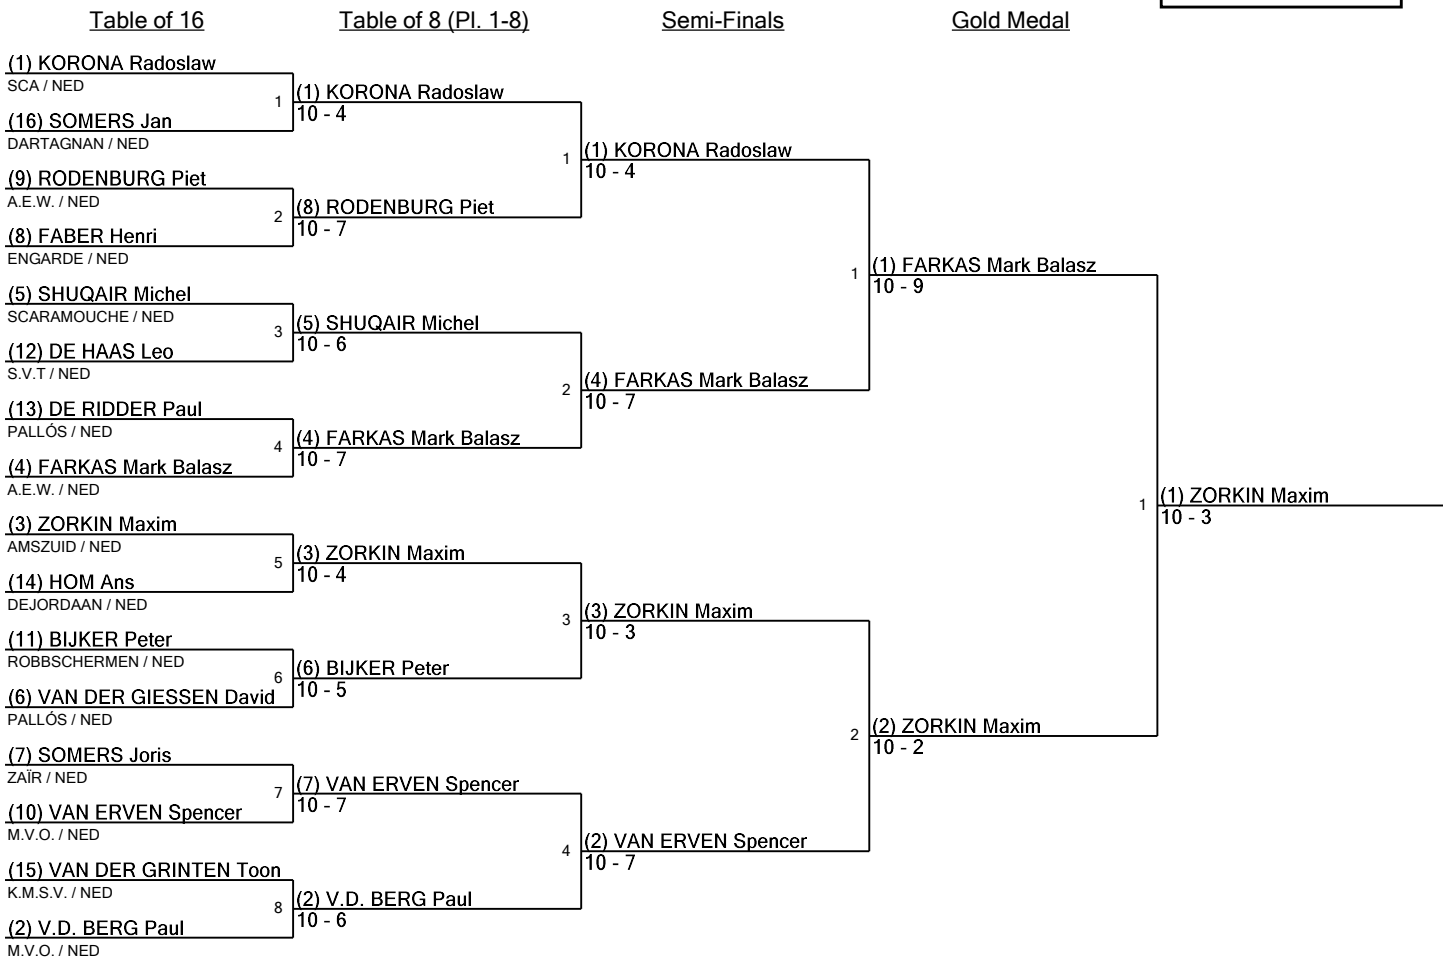 Table of 16
Table of 8 (Pl. 1-8)
Semi-Finals
Gold Medal
(1) KORONA Radoslaw
SCA / NED
1
(16) SOMERS Jan
DARTAGNAN / NED
(9) RODENBURG Piet
A.E.W. / NED
2
(8) FABER Henri
ENGARDE / NED
(5) SHUQAIR Michel
SCARAMOUCHE / NED
3
(12) DE HAAS Leo
S.V.T / NED
(13) DE RIDDER Paul
PALLÓS / NED
4
(4) FARKAS Mark Balasz
A.E.W. / NED
(3) ZORKIN Maxim
AMSZUID / NED
5
(14) HOM Ans
DEJORDAAN / NED
(11) BIJKER Peter
ROBBSCHERMEN / NED
6
(6) VAN DER GIESSEN David
PALLÓS / NED
(7) SOMERS Joris
ZAÏR / NED
7
(10) VAN ERVEN Spencer
M.V.O. / NED
(15) VAN DER GRINTEN Toon
K.M.S.V. / NED
8
(2) V.D. BERG Paul
M.V.O. / NED
(1) KORONA Radoslaw
10 - 4
1
(8) RODENBURG Piet
10 - 7
(5) SHUQAIR Michel
10 - 6
2
(4) FARKAS Mark Balasz
10 - 7
(3) ZORKIN Maxim
10 - 4
3
(6) BIJKER Peter
10 - 5
(7) VAN ERVEN Spencer
10 - 7
4
(2) V.D. BERG Paul
10 - 6
(1) KORONA Radoslaw
10 - 4
1
(4) FARKAS Mark Balasz
10 - 7
(3) ZORKIN Maxim
10 - 3
2
(2) VAN ERVEN Spencer
10 - 7
(1) FARKAS Mark Balasz
10 - 9
1
(2) ZORKIN Maxim
10 - 2
(1) ZORKIN Maxim
10 - 3